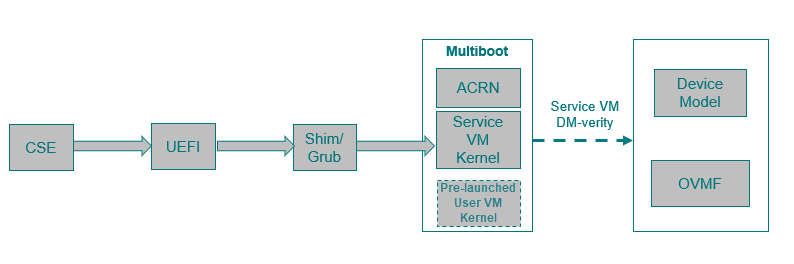 CSE
UEFI
Shim/
Grub
Multiboot
ACRN
Service
VM
Kernel
Pre-launched
User VM
Kernel
Service VM
DM-verity
Device
Model
OVMF